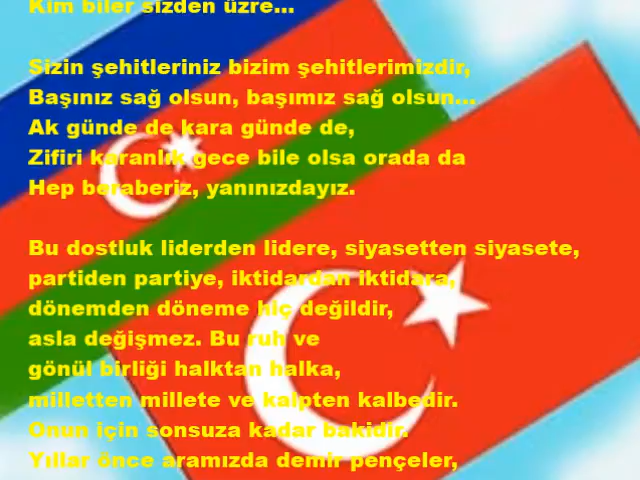 Kim biler sizden üzre...
Sizin şehitleriniz bizim şehitlerimizdir,
Başınız sağ olsun, başımız sağ olsun...
Ak günde de kara günde de,
Zifiri karanlık gece bile olsa orada da
Hep beraberiz, yanınızdayız.
Bu dostluk liderden lidere, siyasetten siyasete,
partiden partiye, iktidardan iktidara,
dönemden döneme hiç değildir,
asla değişmez. Bu ruh ve
gönül birliği halktan halka,
milletten millete ve kalpten kalbedir.
Onun için sonsuza kadar bakidir.
Yıllar önce aramızda demir pençeler,